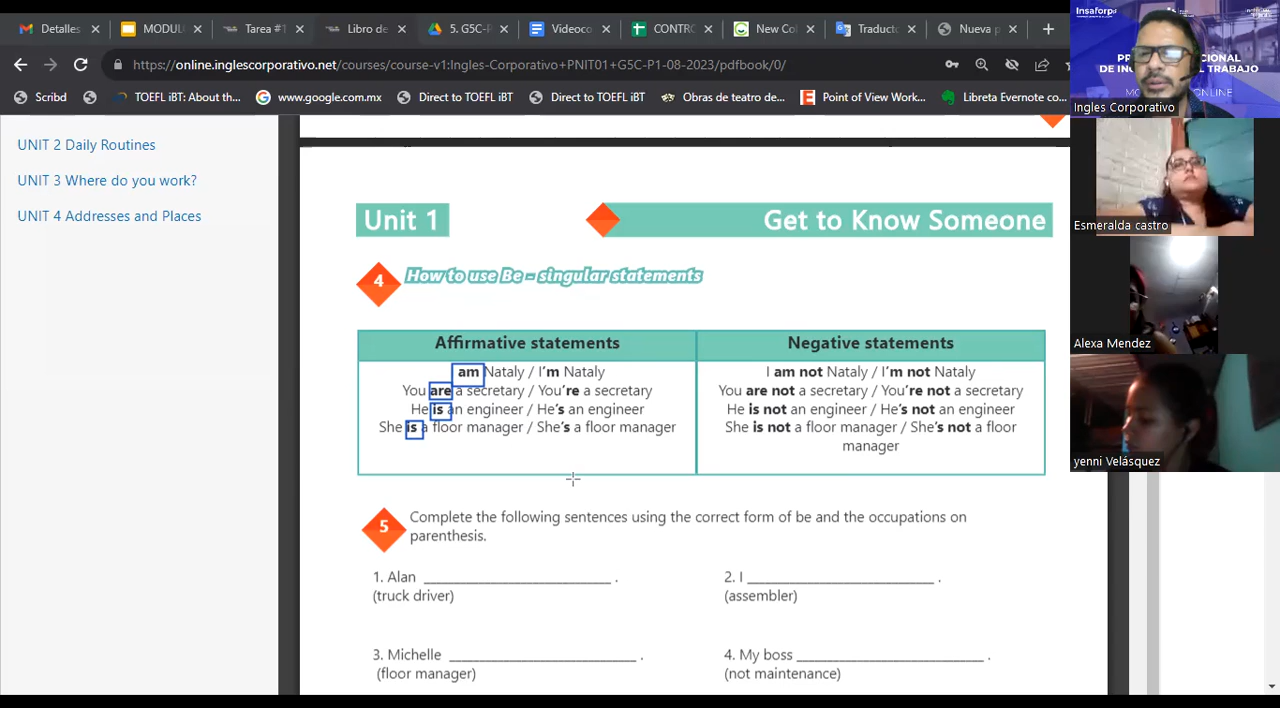 Detalles
MODUL
Tarea #1
Libro de
5. G5C-P
Videoco
CONTRO
New Col
Traducto
Nueva p
https://online.inglescorporativo.net/courses/course-v1:Ingles-Corporativo+PNIT01+G5C-P1-08-2023/pdfbook/0/
Scribd
TOEFL iBT: About th...
www.google.com.mx
Direct to TOEFL iBT
Direct to TOEFL iBT
Obras de teatro de...
Point of View Work...
Libreta Evernote co...
UNIT 2 Daily Routines
UNIT 3 Where do you work?
UNIT 4 Addresses and Places
Unit 1
Get to Know Someone
4 How to use Be - singular statements
Affirmative statements
am Nataly / I'm Nataly
You are a secretary / You're a secretary
He is an engineer / He's an engineer
She is a floor manager / She's a floor manager
Negative statements
I am not Nataly / I'm not Nataly
You are not a secretary / You're not a secretary
He is not an engineer / He's not an engineer
She is not a floor manager / She's not a floor
manager
5 Complete the following sentences using the correct form of be and the occupations on
parenthesis.
1. Alan ________________________ .
(truck driver)
2. I ________________________ .
(assembler)
3. Michelle ________________________ .
(floor manager)
4. My boss ________________________ .
(not maintenance)
Insaforp
CIONAL
DE IN
TRABAJO
ONLINE
Ingles Corporativo
Esmeralda castro
Alexa Mendez
yenni Velásquez